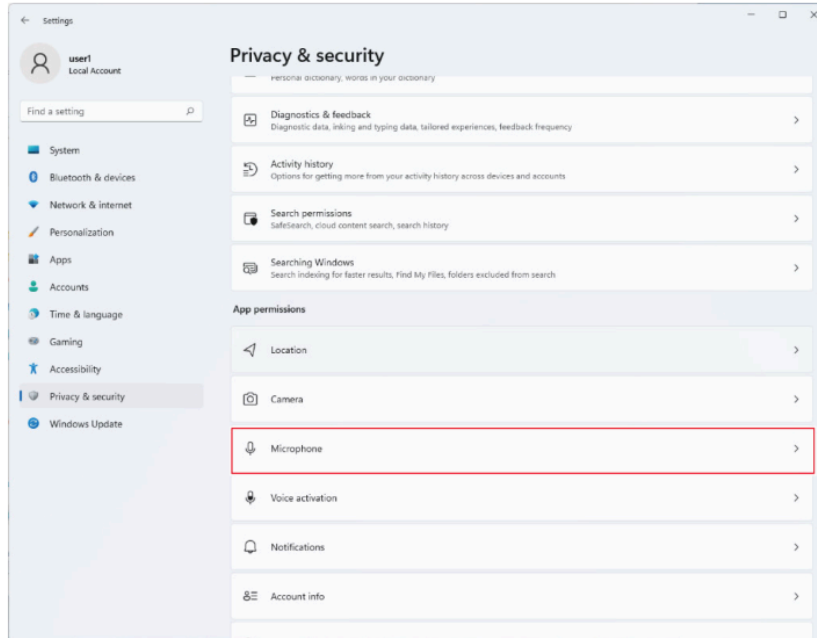 Settings
user1
Local Account
Find a setting
System
Bluetooth & devices
Network & internet
Personalization
Apps
Accounts
Time & language
Gaming
Accessibility
Privacy & security
Windows Update
Privacy & security
Personal dictionary, words in your dictionary
Diagnostics & feedback
Diagnostic data, inking and typing data, tailored experiences, feedback frequency
Activity history
Options for getting more from your activity history across devices and accounts
Search permissions
SafeSearch, cloud content search, search history
Searching Windows
Search indexing for faster results, Find My Files, folders excluded from search
App permissions
Location
Camera
Microphone
Voice activation
Notifications
Account info